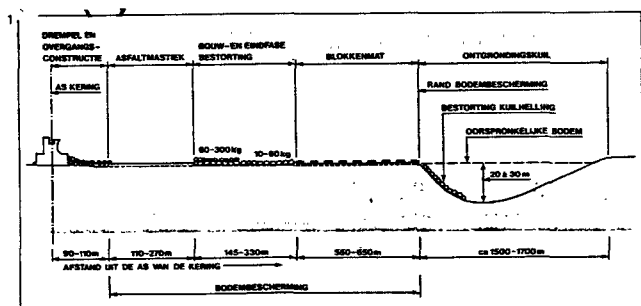 1
DREMPEL EN
OVERGANGS-
CONSTRUCTIE
ASFALTMASTIEK
BOUW- EN EINDFASE
BESTORTING
BLOKKENMAT
ONTGRONDINGSKUIL
AS KERING
RAND BODEMBESCHERMING
BESTORTING KUILHELLING
OORSPRONKELIJKE BODEM
60-300kg
10-60kg
20 à 30m
90-110m
110-270m
145-330m
550-650m
ca 1500-1700m
AFSTAND UIT DE AS VAN DE KERING
BODEMBESCHERMING